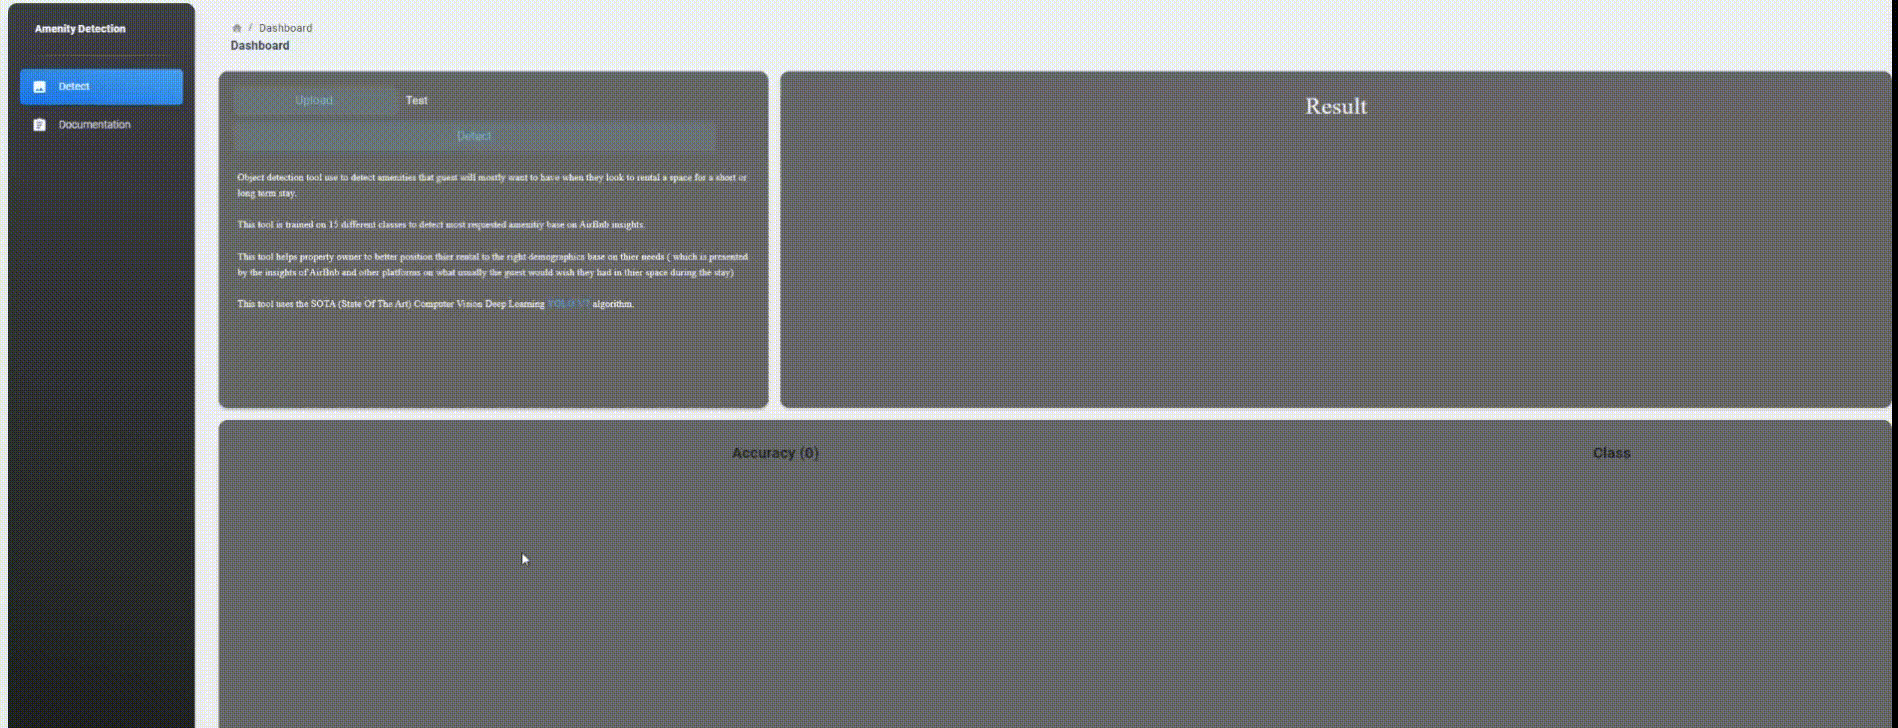 Amenity Detection
Detect
Documentation
/ Dashboard
Dashboard
Upload
Test
Detect
Object detection tool use to detect amenities that guest will mostly want to have when they look to rental a space for a short or
long term stay.
This tool is trained on 15 different classes to detect most requested amenitiy base on AirBnb insights.
This tool helps property owner to better position thier rental to the right demographics base on thier needs ( which is presented
by the insights of AirBnb and other platforms on what usually the guest would wish they had in thier space during the stay)
This tool uses the SOTA (State Of The Art) Computer Vision Deep Learning YOLO V7 algorithm.
Result
Accuracy (0)
Class